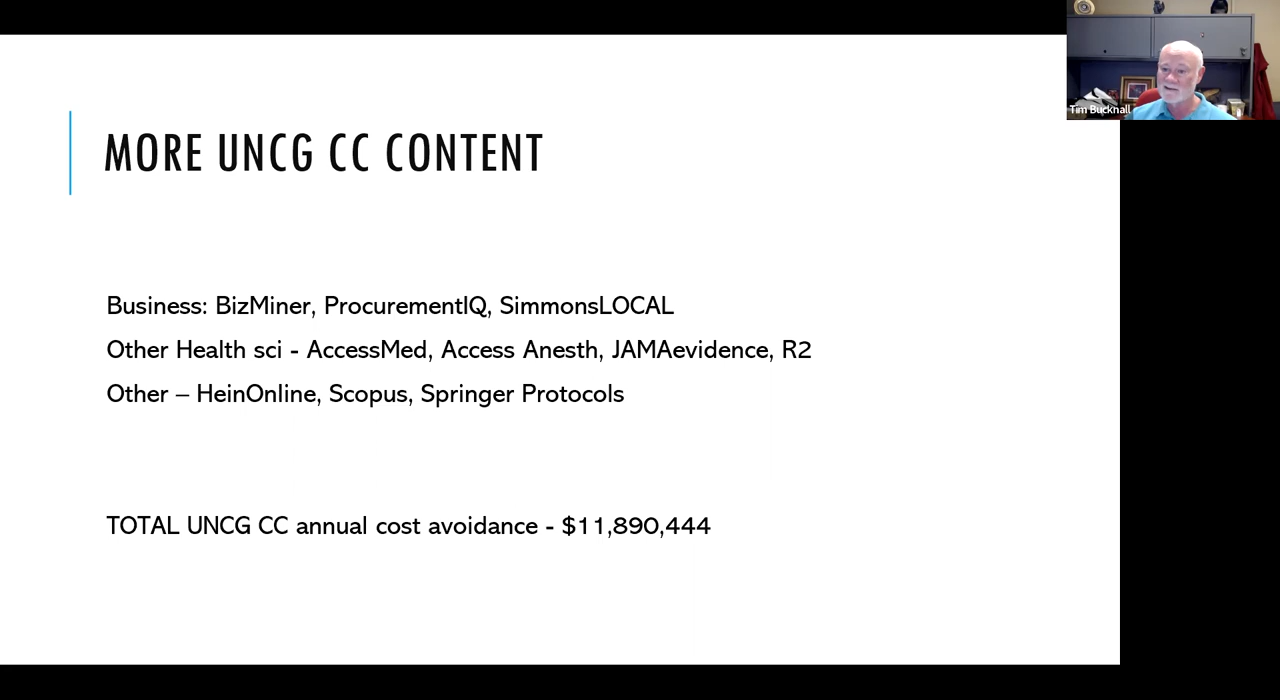 MORE UNCG CC CONTENT
Business: BizMiner, ProcurementIQ, SimmonsLOCAL
Other Health sci - AccessMed, Access Anesth, JAMAevidence, R2
Other – HeinOnline, Scopus, Springer Protocols
TOTAL UNCG CC annual cost avoidance - $11,890,444
Tim Bucknall